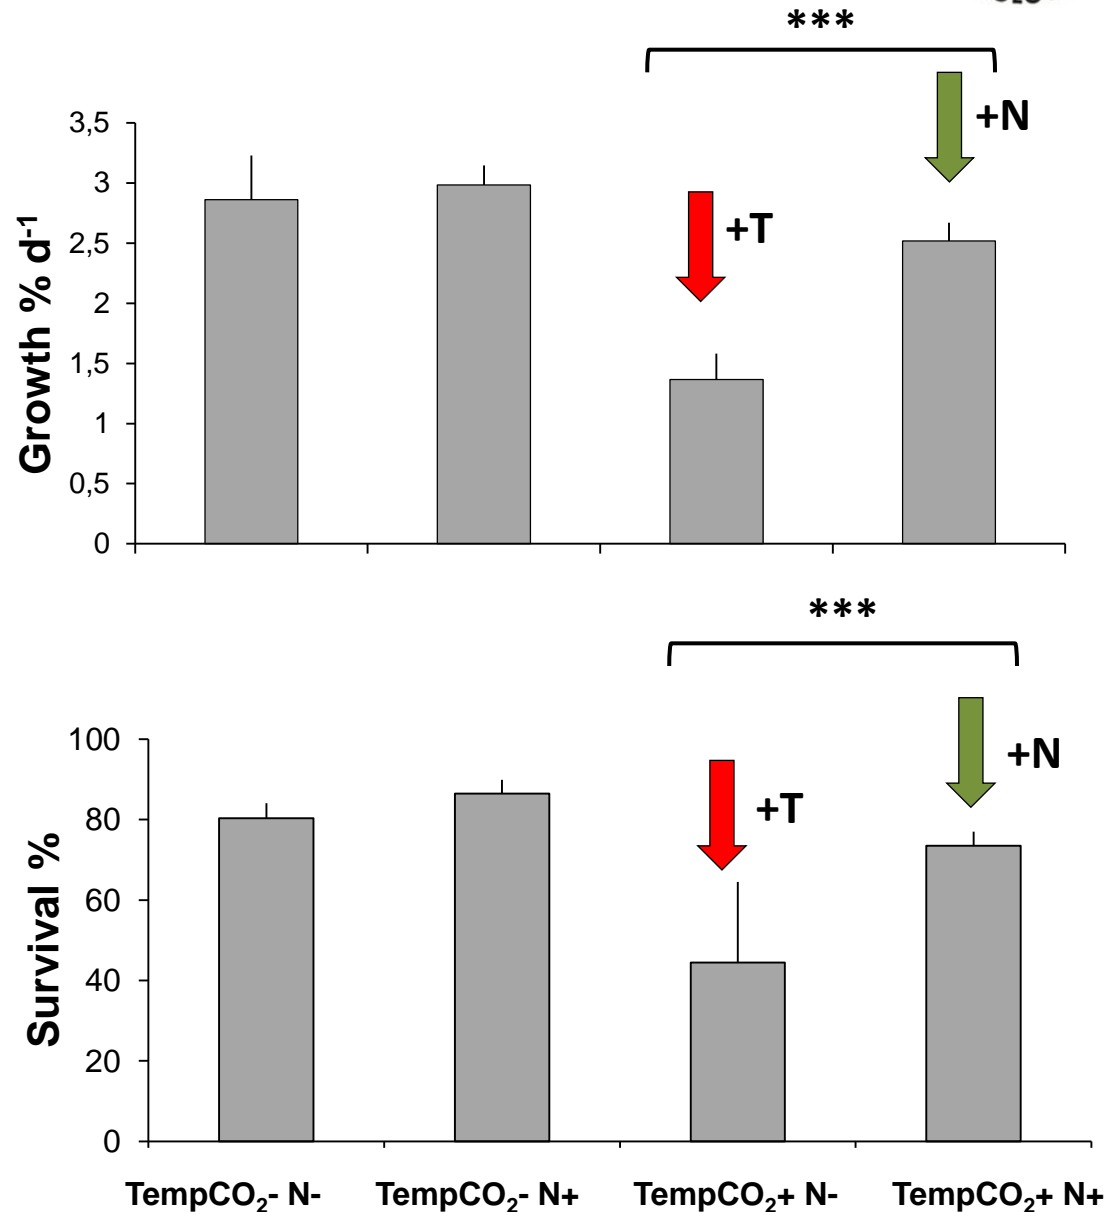 ***
+N
3,5
3
+T
2,5
2
1,5
1
0,5
0
Growth % d-1
***
+N
100
+T
80
60
40
20
0
Survival %
TempCO₂- N- TempCO₂- N+ TempCO₂+ N- TempCO₂+ N+